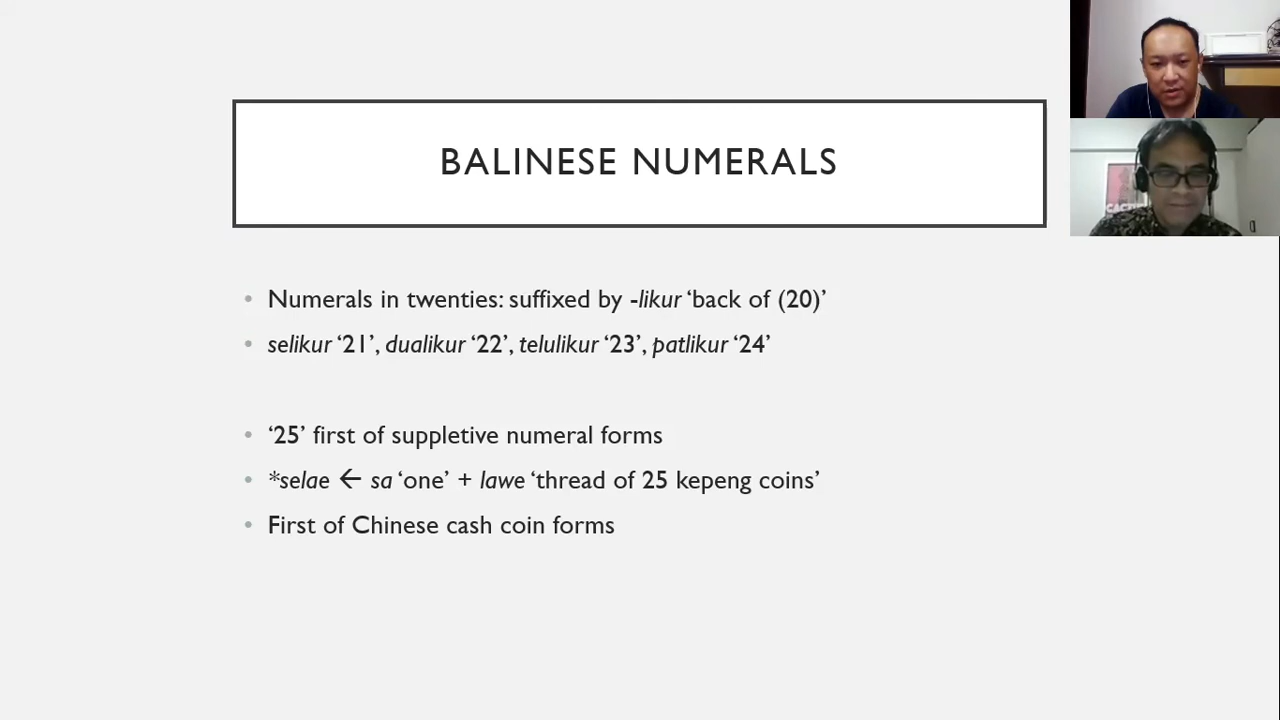 BALINESE NUMERALS
• Numerals in twenties: suffixed by -likur ‘back of (20)’
• selikur ‘21’, dualikur ‘22’, telulikur ‘23’, patlikur ‘24’
• ‘25’ first of suppletive numeral forms
• *selae ← sa ‘one’ + lawe ‘thread of 25 kepeng coins’
• First of Chinese cash coin forms